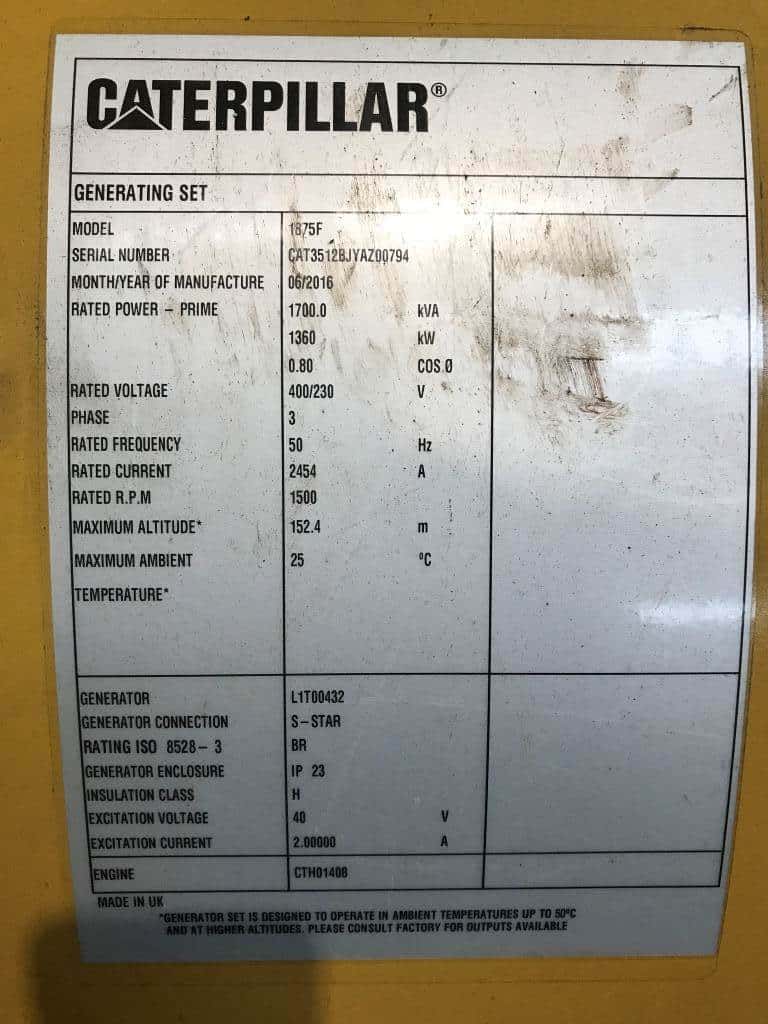 CATERPILLAR®
GENERATING SET
MODEL 1875F
SERIAL NUMBER CAT3512BJYAZ00794
MONTH/YEAR OF MANUFACTURE 06/2016
RATED POWER – PRIME 1700.0 kVA
1360 kW
0.80 COS Ø
RATED VOLTAGE 400/230 V
PHASE 3
RATED FREQUENCY 50 Hz
RATED CURRENT 2454 A
RATED R.P.M 1500
MAXIMUM ALTITUDE* 152.4 m
MAXIMUM AMBIENT 25 ºC
TEMPERATURE*
GENERATOR L1T00432
GENERATOR CONNECTION S–STAR
RATING ISO 8528– 3 BR
GENERATOR ENCLOSURE IP 23
INSULATION CLASS H
EXCITATION VOLTAGE 40 V
EXCITATION CURRENT 2.00000 A
ENGINE CTH01408
MADE IN UK
*GENERATOR SET IS DESIGNED TO OPERATE IN AMBIENT TEMPERATURES UP TO 50ºC
AND AT HIGHER ALTITUDES. PLEASE CONSULT FACTORY FOR OUTPUTS AVAILABLE